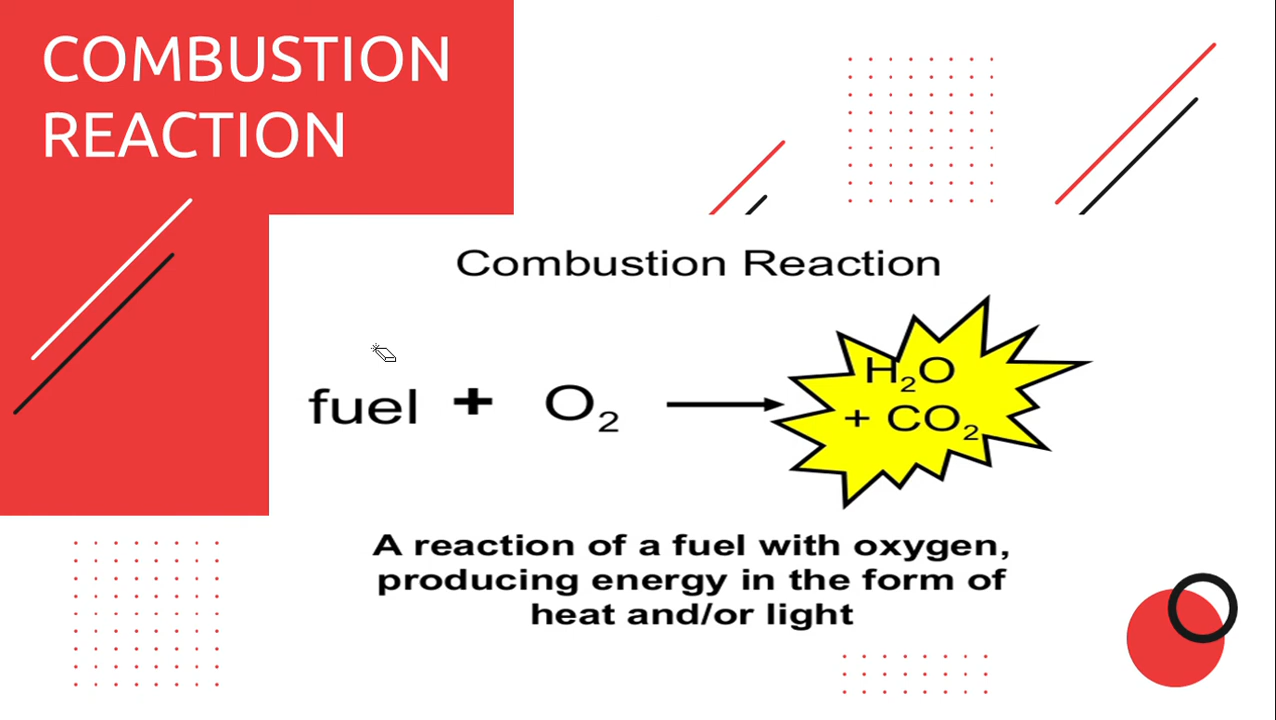 COMBUSTION
REACTION
Combustion Reaction
fuel + O₂ → H₂O
+ CO₂
A reaction of a fuel with oxygen,
producing energy in the form of
heat and/or light